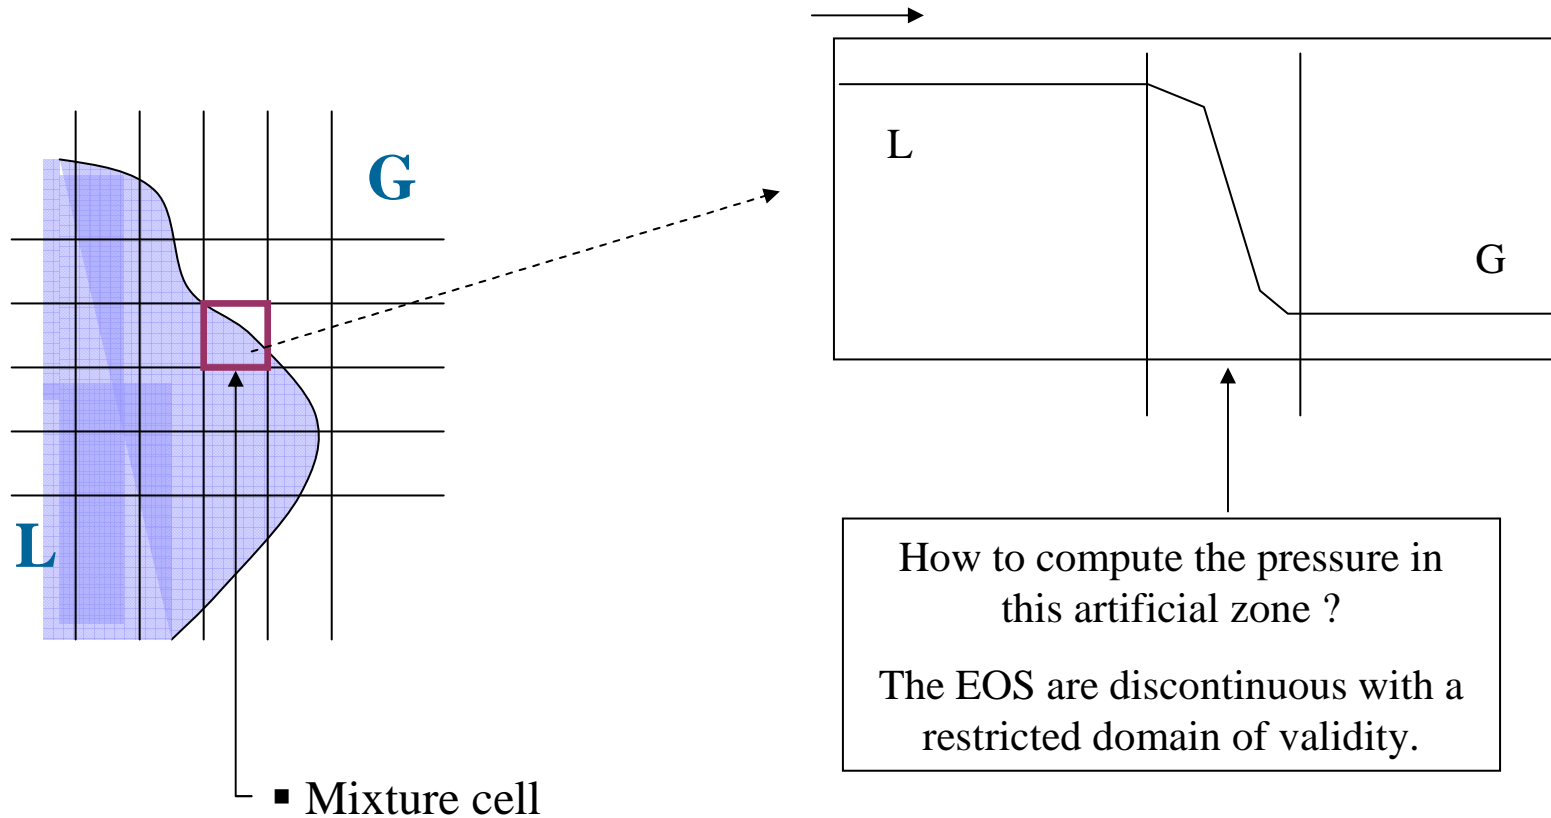 G
L
L
G
How to compute the pressure in
this artificial zone ?
The EOS are discontinuous with a
restricted domain of validity.
▪ Mixture cell